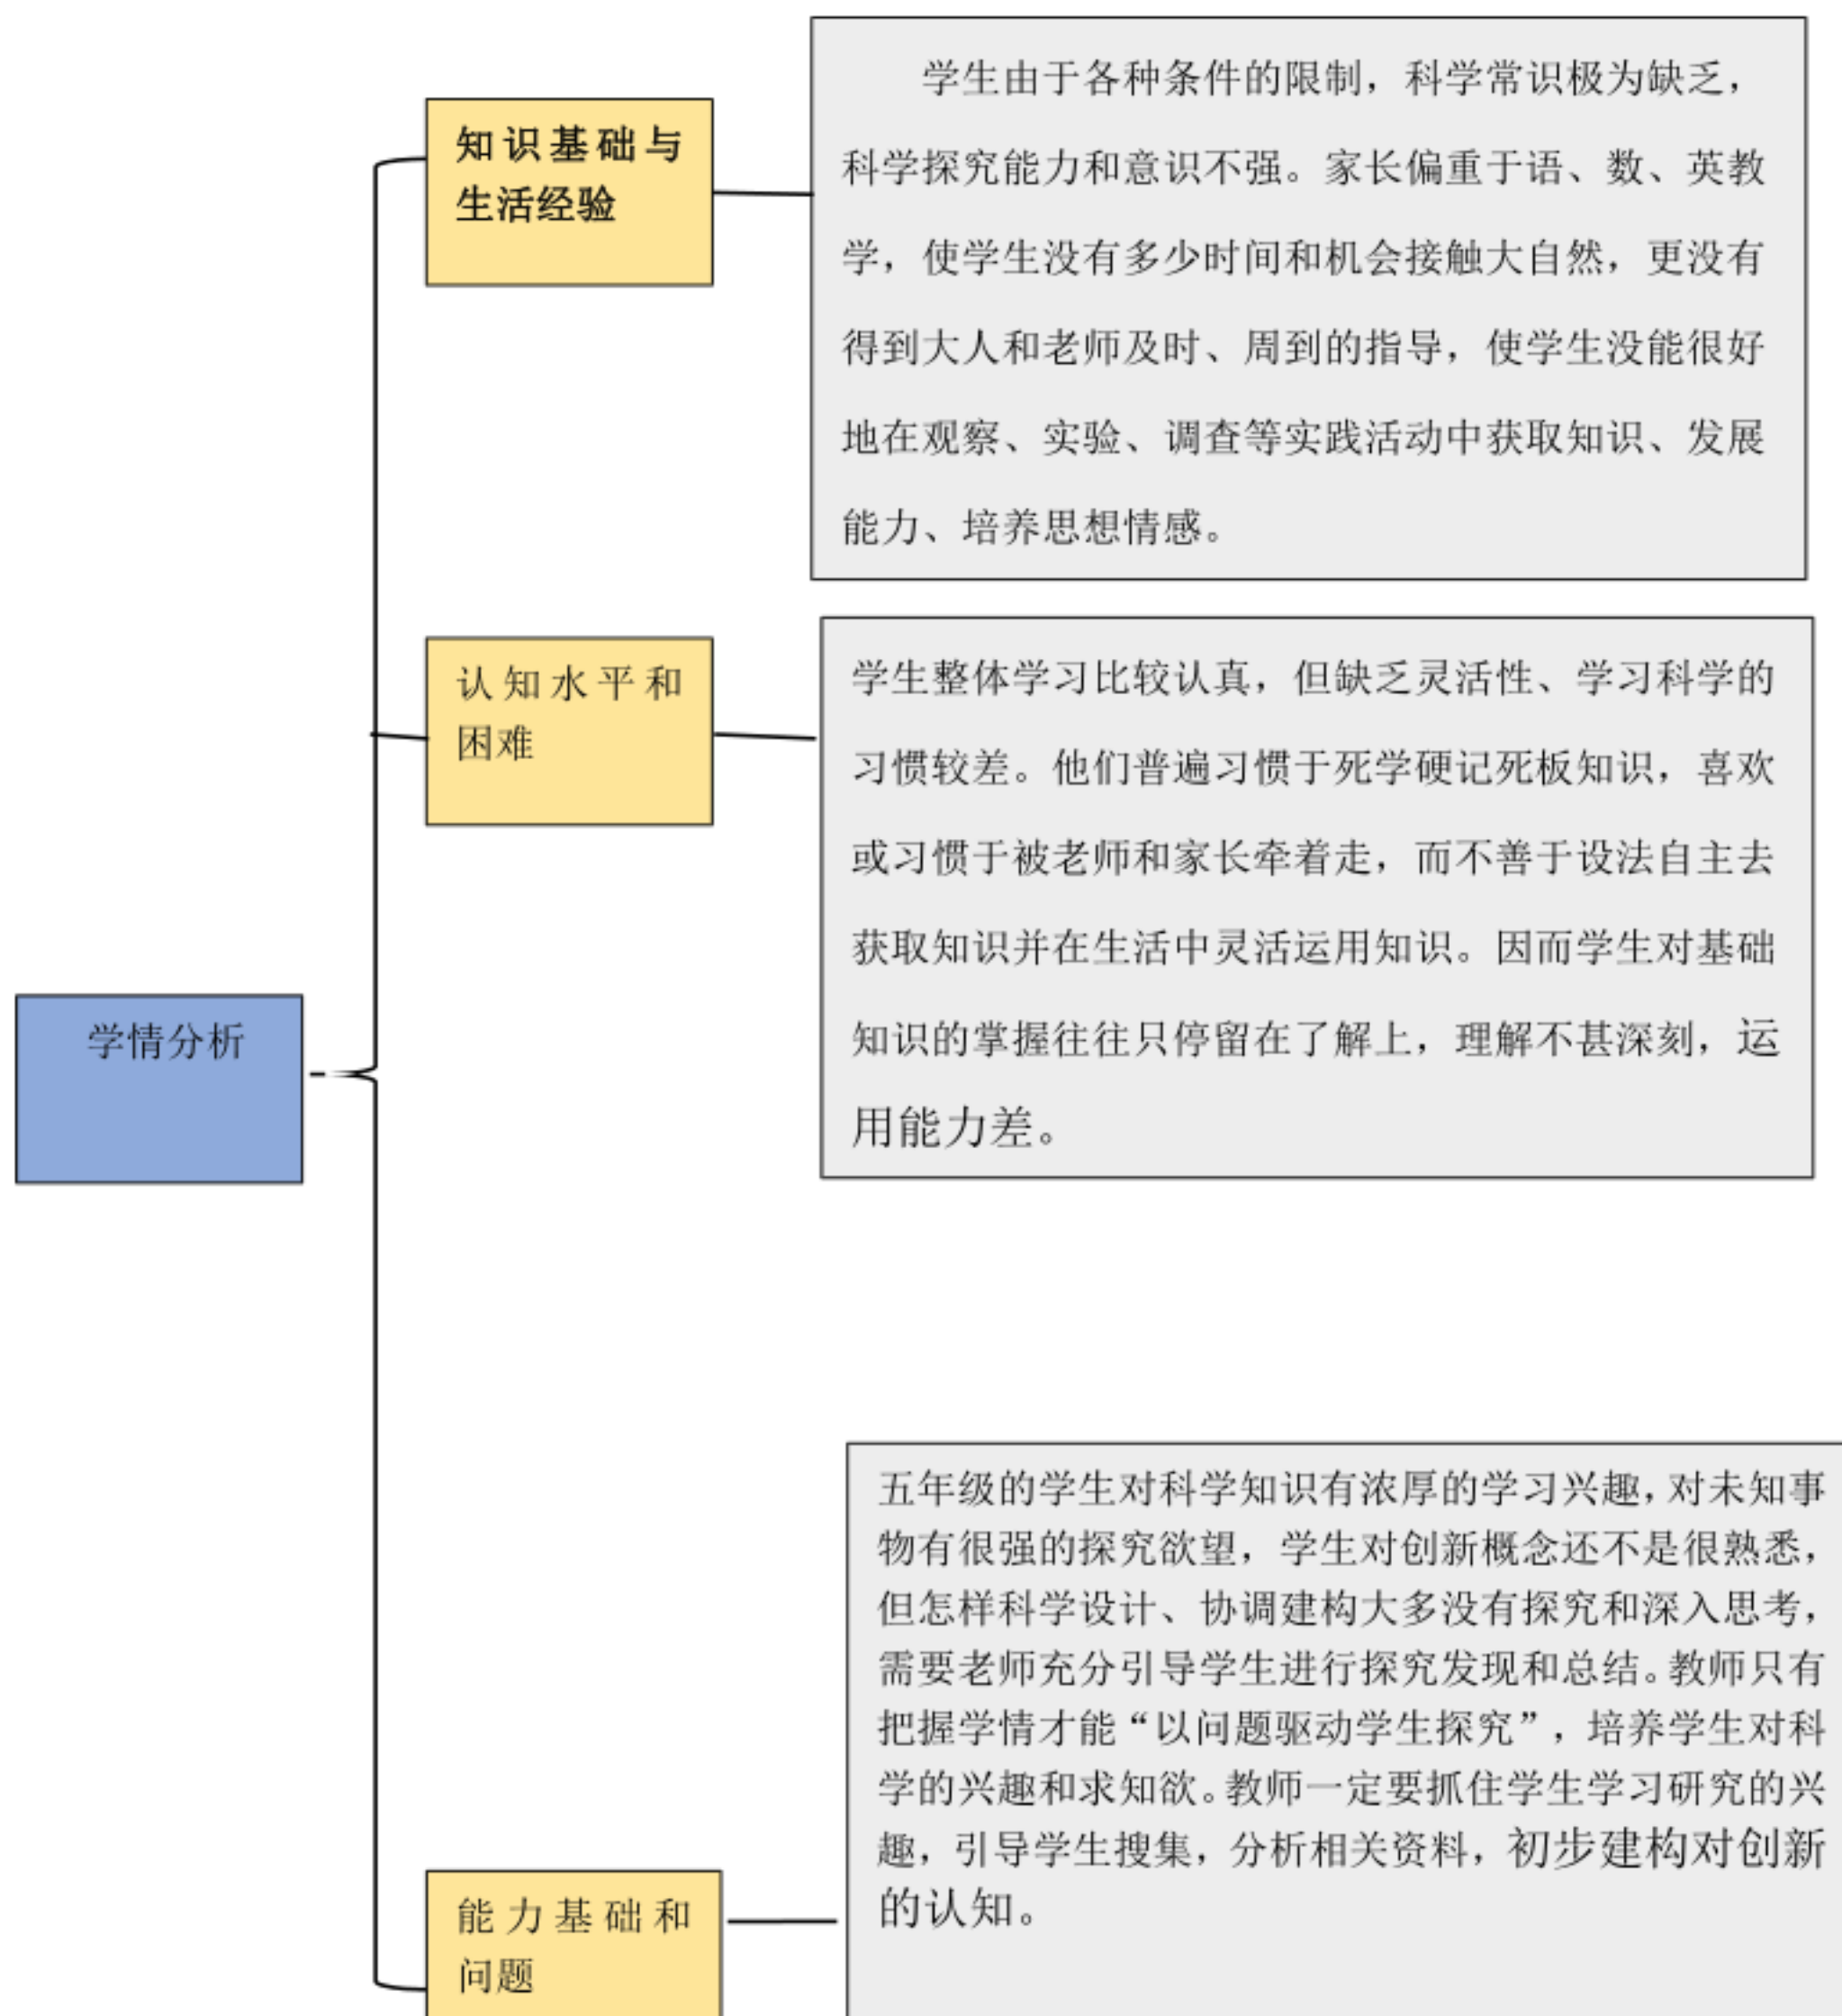 学生由于各种条件的限制，科学常识极为缺乏，
科学探究能力和意识不强。家长偏重于语、数、英教
学，使学生没有多少时间和机会接触大自然，更没有
得到大人和老师及时、周到的指导，使学生没能很好
地在观察、实验、调查等实践活动中获取知识、发展
能力、培养思想情感。
知识基础与
生活经验
学生整体学习比较认真，但缺乏灵活性、学习科学的
习惯较差。他们普遍习惯于死学硬记死板知识，喜欢
或习惯于被老师和家长牵着走，而不善于设法自主去
获取知识并在生活中灵活运用知识。因而学生对基础
知识的掌握往往只停留在了解上，理解不甚深刻，运
用能力差。
认知水平和
困难
学情分析
五年级的学生对科学知识有浓厚的学习兴趣，对未知事
物有很强的探究欲望，学生对创新概念还不是很熟悉，
但怎样科学设计、协调建构大多没有探究和深入思考，
需要老师充分引导学生进行探究发现和总结。教师只有
把握学情才能“以问题驱动学生探究”，培养学生对科
学的兴趣和求知欲。教师一定要抓住学生学习研究的兴
趣，引导学生搜集，分析相关资料，初步建构对创新
的认知。
能力基础和
问题